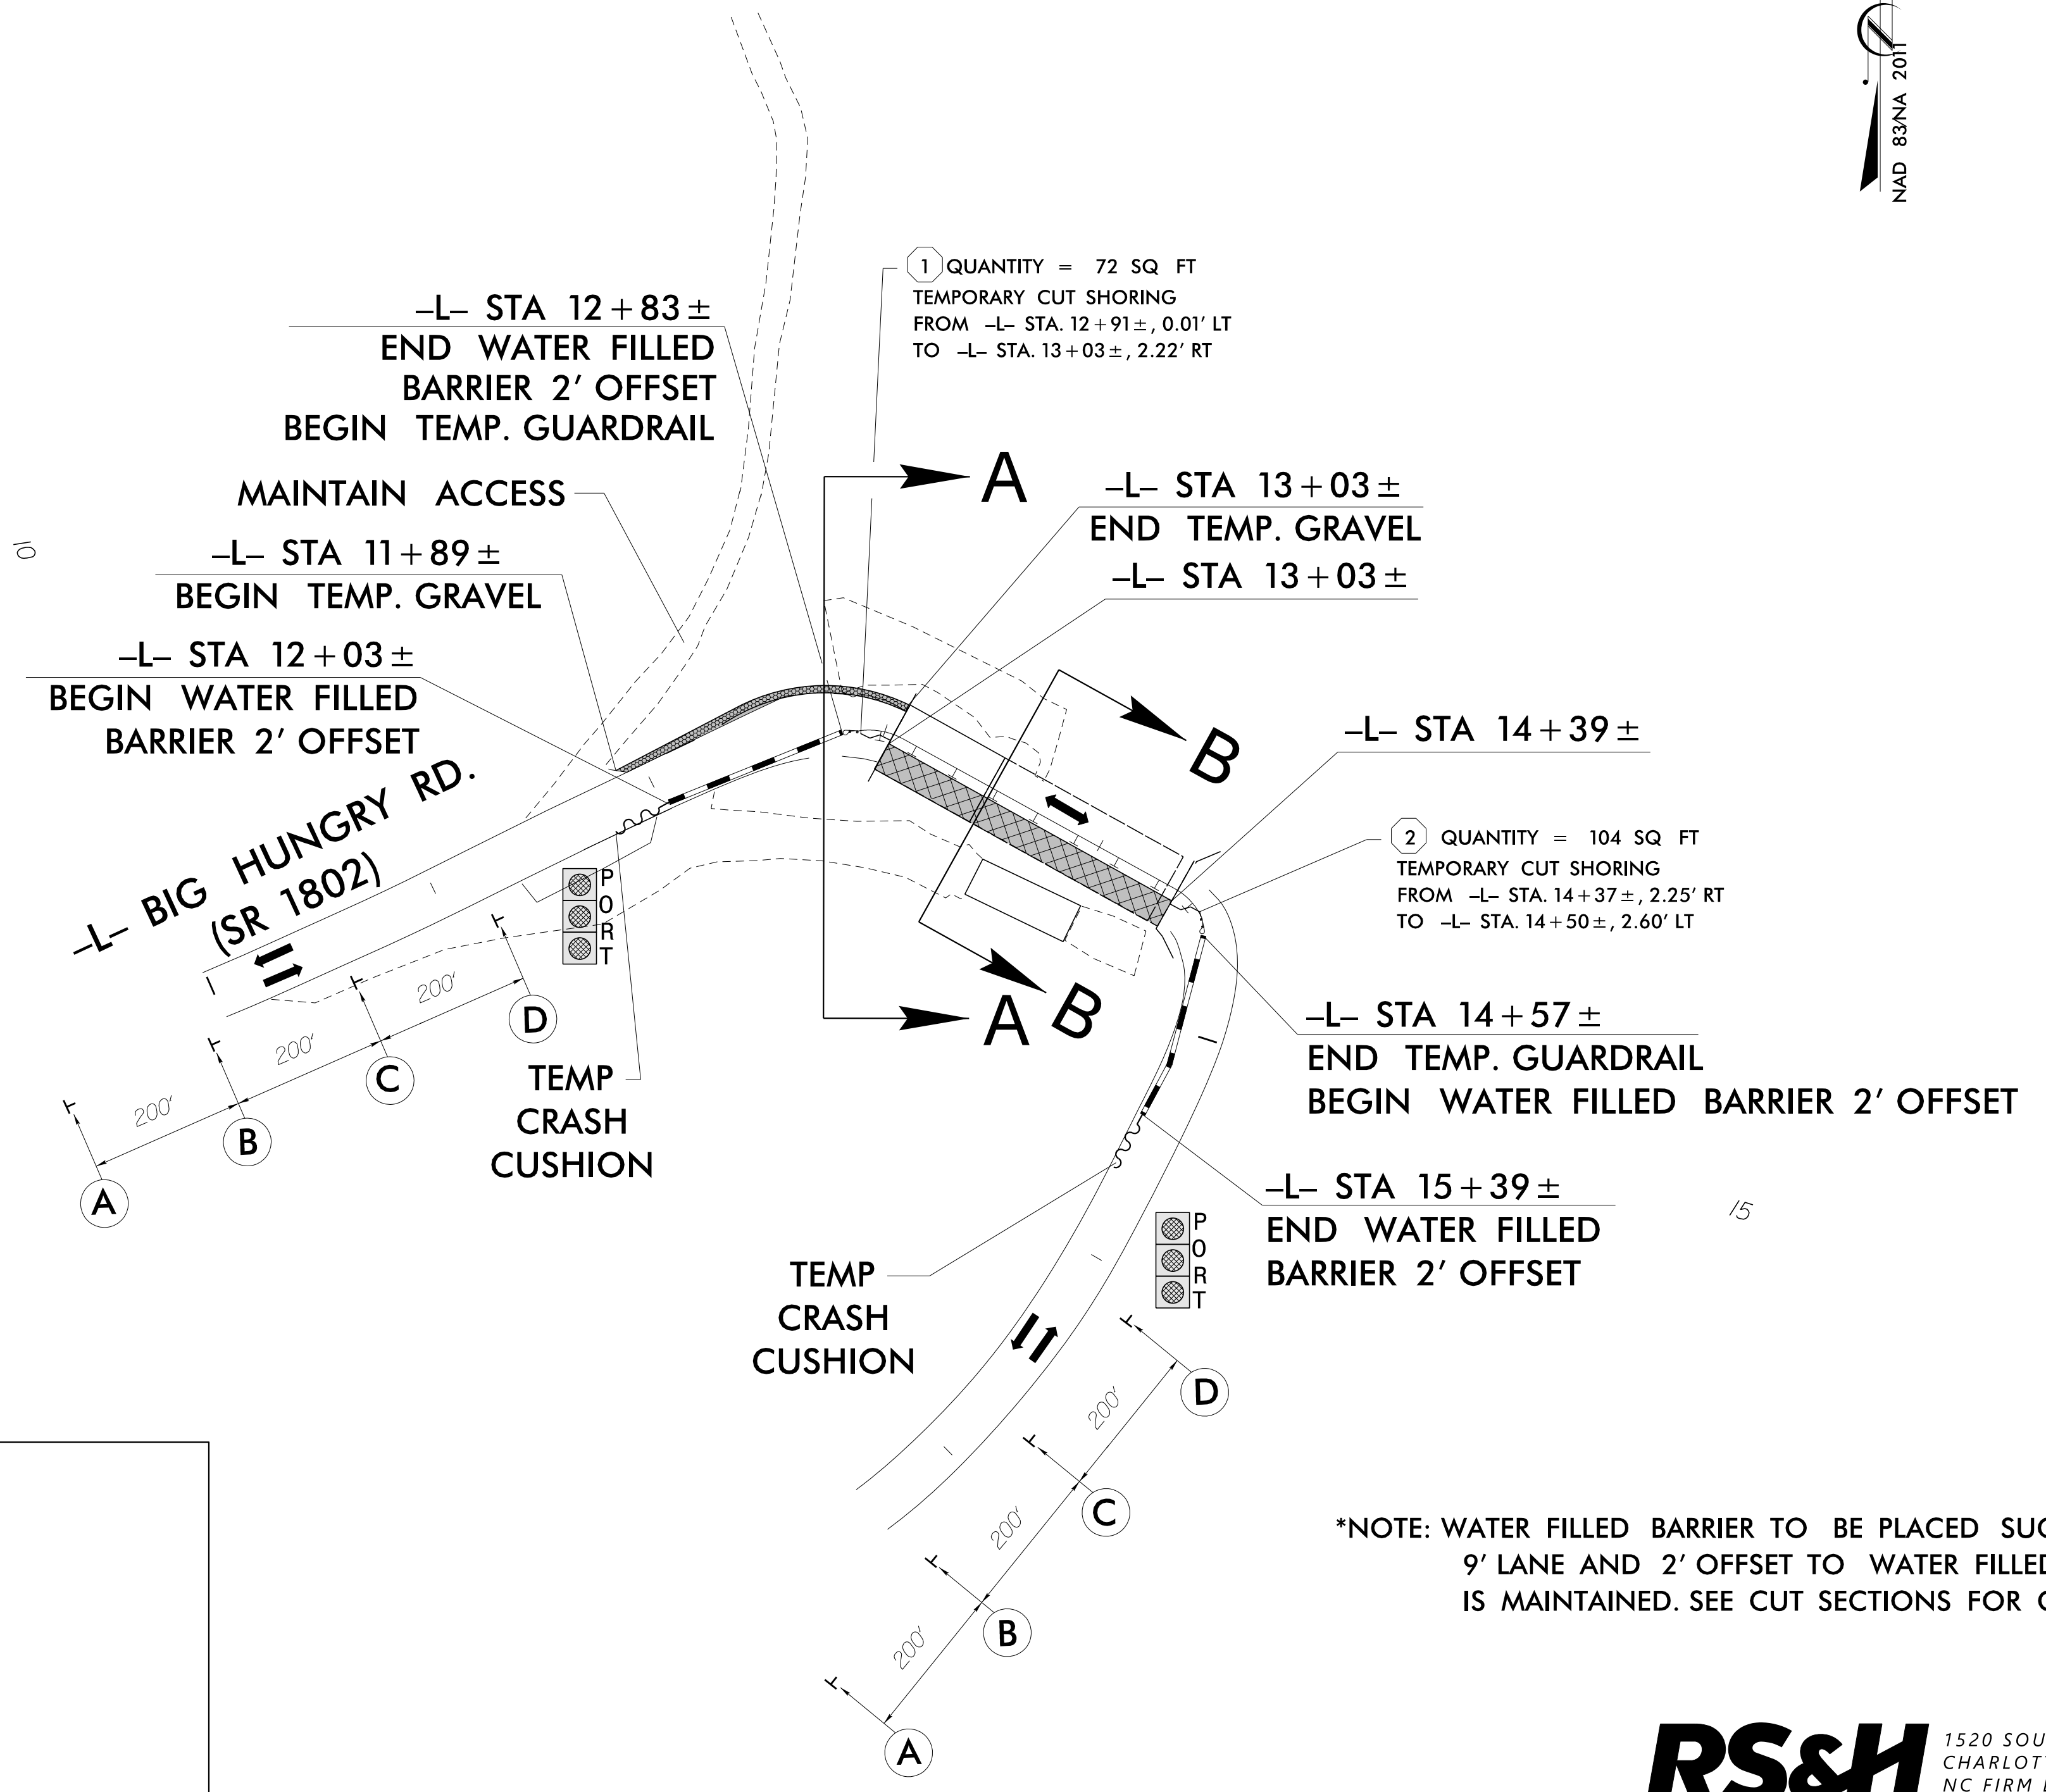 NAD 83/NA 2011
1 QUANTITY = 72 SQ FT
TEMPORARY CUT SHORING
FROM -L- STA. 12+91±, 0.01' LT
TO -L- STA. 13+03±, 2.22' RT
-L- STA 12+83±
END WATER FILLED
BARRIER 2' OFFSET
BEGIN TEMP. GUARDRAIL
MAINTAIN ACCESS
10
-L- STA 11+89±
BEGIN TEMP. GRAVEL
-L- STA 12+03±
BEGIN WATER FILLED
BARRIER 2' OFFSET
A
-L- STA 13+03±
END TEMP. GRAVEL
-L- STA 13+03±
B
-L- STA 14+39±
2 QUANTITY = 104 SQ FT
TEMPORARY CUT SHORING
FROM -L- STA. 14+37±, 2.25' RT
TO -L- STA. 14+50±, 2.60' LT
-L- BIG HUNGRY RD.
(SR 1802)
PORT
A
B
-L- STA 14+57±
END TEMP. GUARDRAIL
BEGIN WATER FILLED BARRIER 2' OFFSET
200'
200'
200'
A
B
C
D
TEMP
CRASH
CUSHION
-L- STA 15+39±
END WATER FILLED
BARRIER 2' OFFSET
15
PORT
TEMP
CRASH
CUSHION
D
200'
C
200'
B
200'
A
*NOTE: WATER FILLED BARRIER TO BE PLACED
9' LANE AND 2' OFFSET TO WATER
IS MAINTAINED. SEE CUT SECTIONS FOR
RS&H
1520
NC FIRM